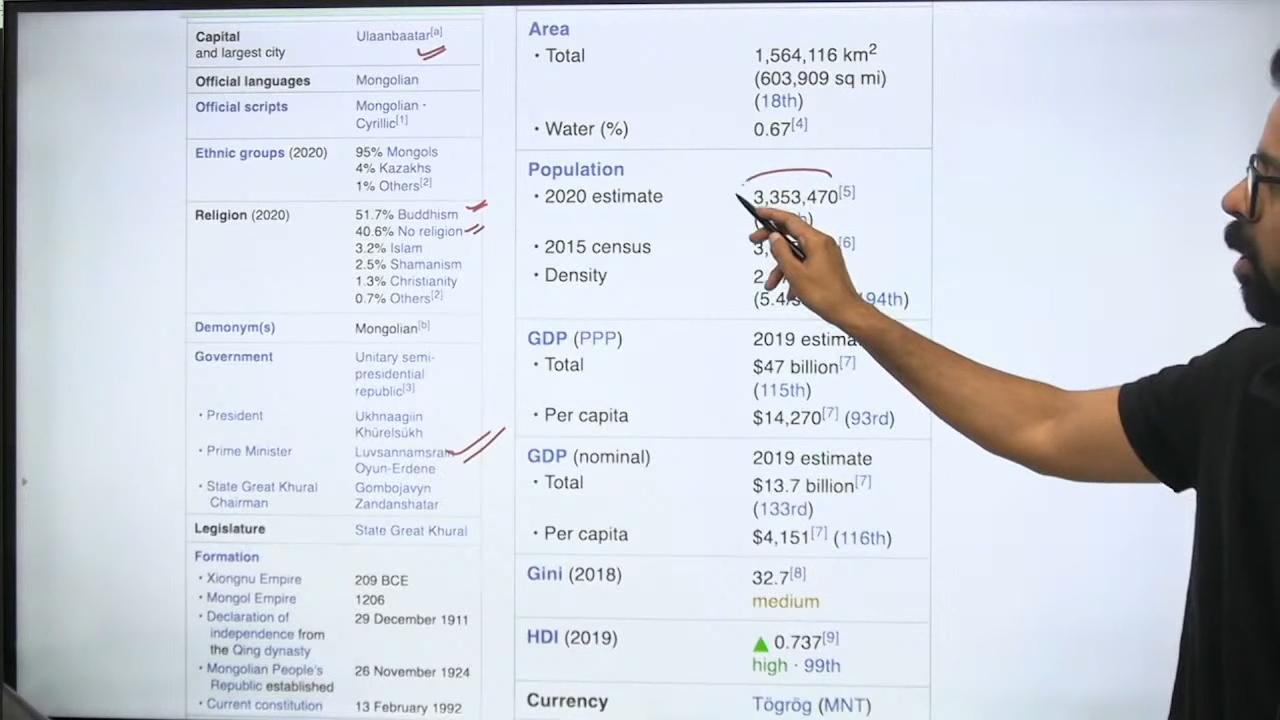 Capital
and largest city
Ulaanbaatar[a]
Official languages
Mongolian
Official scripts
Mongolian ·
Cyrillic[1]
Ethnic groups (2020)
95% Mongols
4% Kazakhs
1% Others[2]
Religion (2020)
51.7% Buddhism
40.6% No religion
3.2% Islam
2.5% Shamanism
1.3% Christianity
0.7% Others[2]
Demonym(s)
Mongolian[b]
Government
Unitary semi-
presidential
republic[3]
· President
Ukhnaagiin
Khürelsükh
· Prime Minister
Luvsannamsrain
Oyun-Erdene
· State Great Khural
Chairman
Gombojavyn
Zandanshatar
Legislature
State Great Khural
Formation
· Xiongnu Empire
209 BCE
· Mongol Empire
1206
· Declaration of
independence from
the Qing dynasty
29 December 1911
· Mongolian People's
Republic established
26 November 1924
· Current constitution
13 February 1992
Area
· Total
1,564,116 km²
(603,909 sq mi)
(18th)
· Water (%)
0.67[4]
Population
· 2020 estimate
3,353,470[5]
· 2015 census
[6]
· Density
94th)
GDP (PPP)
2019
· Total
$47 billion[7]
(115th)
· Per capita
$14,270[7] (93rd)
GDP (nominal)
2019 estimate
· Total
$13.7 billion[7]
(133rd)
· Per capita
$4,151[7] (116th)
Gini (2018)
32.7[8]
medium
HDI (2019)
▲ 0.737[9]
high · 99th
Currency
Tögrög (MNT)